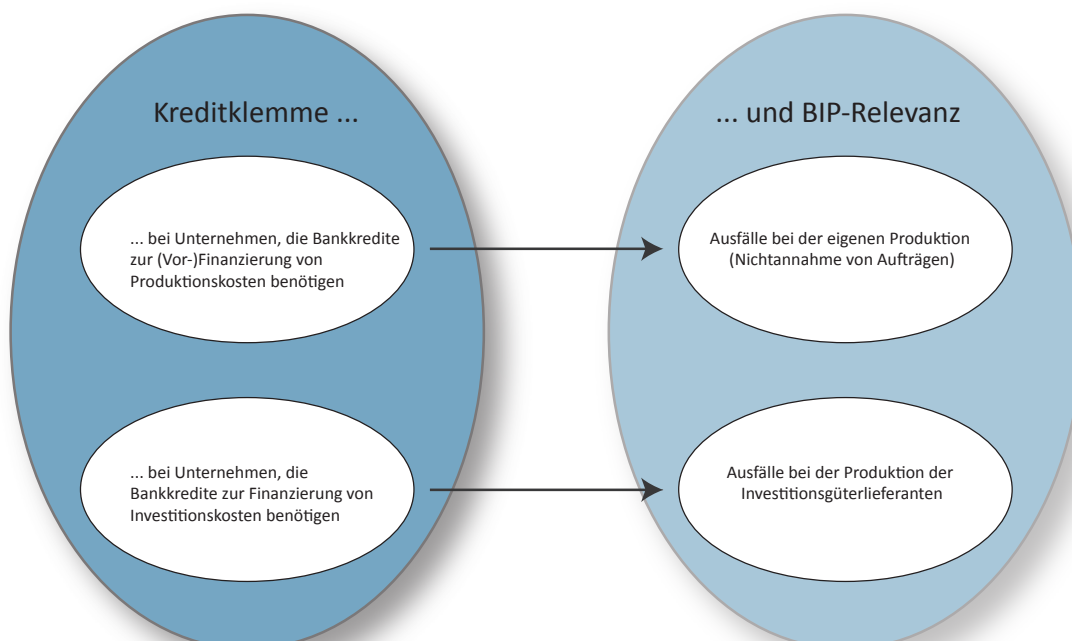 Kreditklemme ...
... und BIP-Relevanz
... bei Unternehmen, die Bankkredite
zur (Vor-)Finanzierung von
Produktionskosten benötigen
Ausfälle bei der eigenen Produktion
(Nichtannahme von Aufträgen)
... bei Unternehmen, die
Bankkredite zur Finanzierung von
Investitionskosten benötigen
Ausfälle bei der Produktion der
Investitionsgüterlieferanten